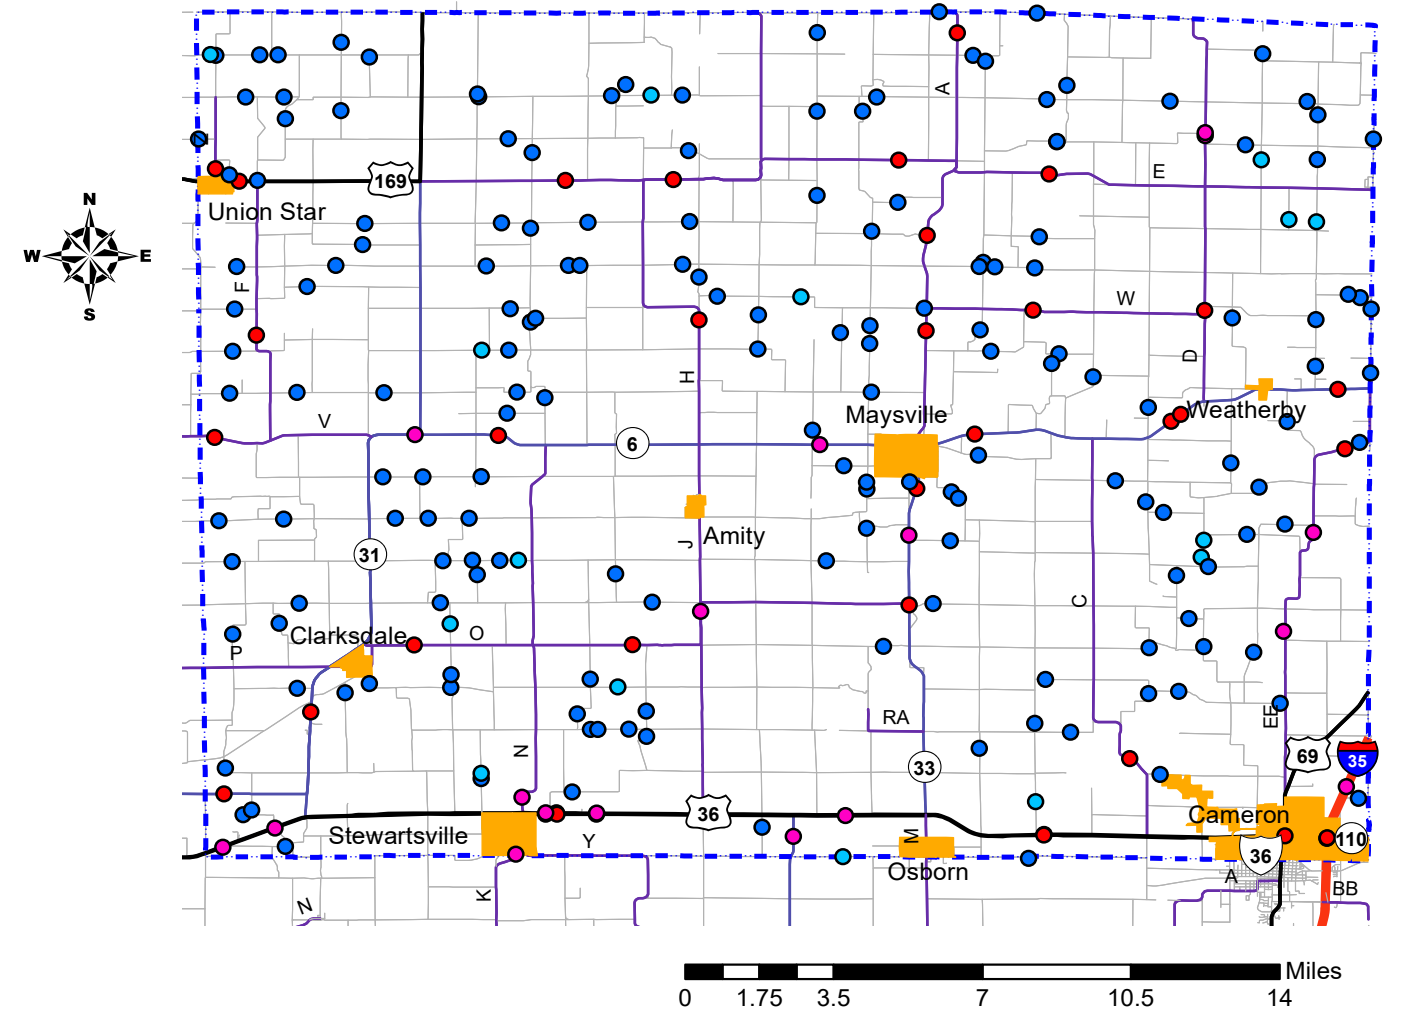 A
E
169
Z
N
Union Star
W
E
F
W
S
D
H
Maysville
Weatherby
V
6
Amity
J
31
C
Clarksdale
O
P
RA
EE
N
69
35
33
36
Cameron
Stewartsville
Y
M
110
36
Osborn
A
BB
K
N
Miles
0
1.75
3.5
7
10.5
14